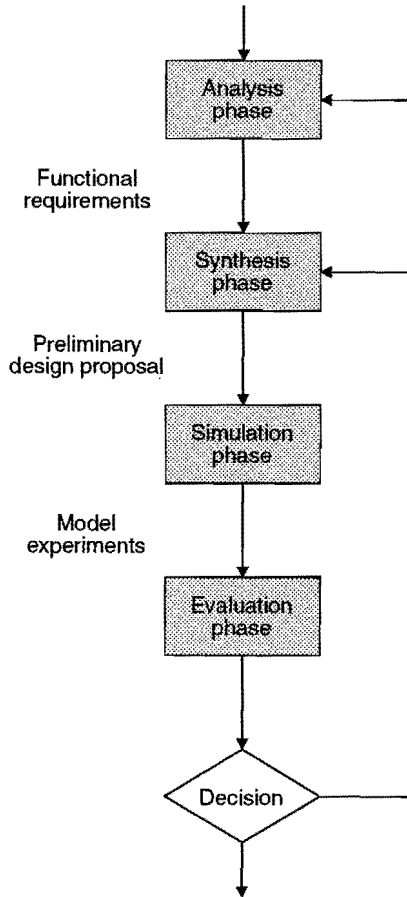 Analysis
phase
Functional
requirements
Synthesis
phase
Preliminary
design proposal
Simulation
phase
Model
experiments
Evaluation
phase
Decision